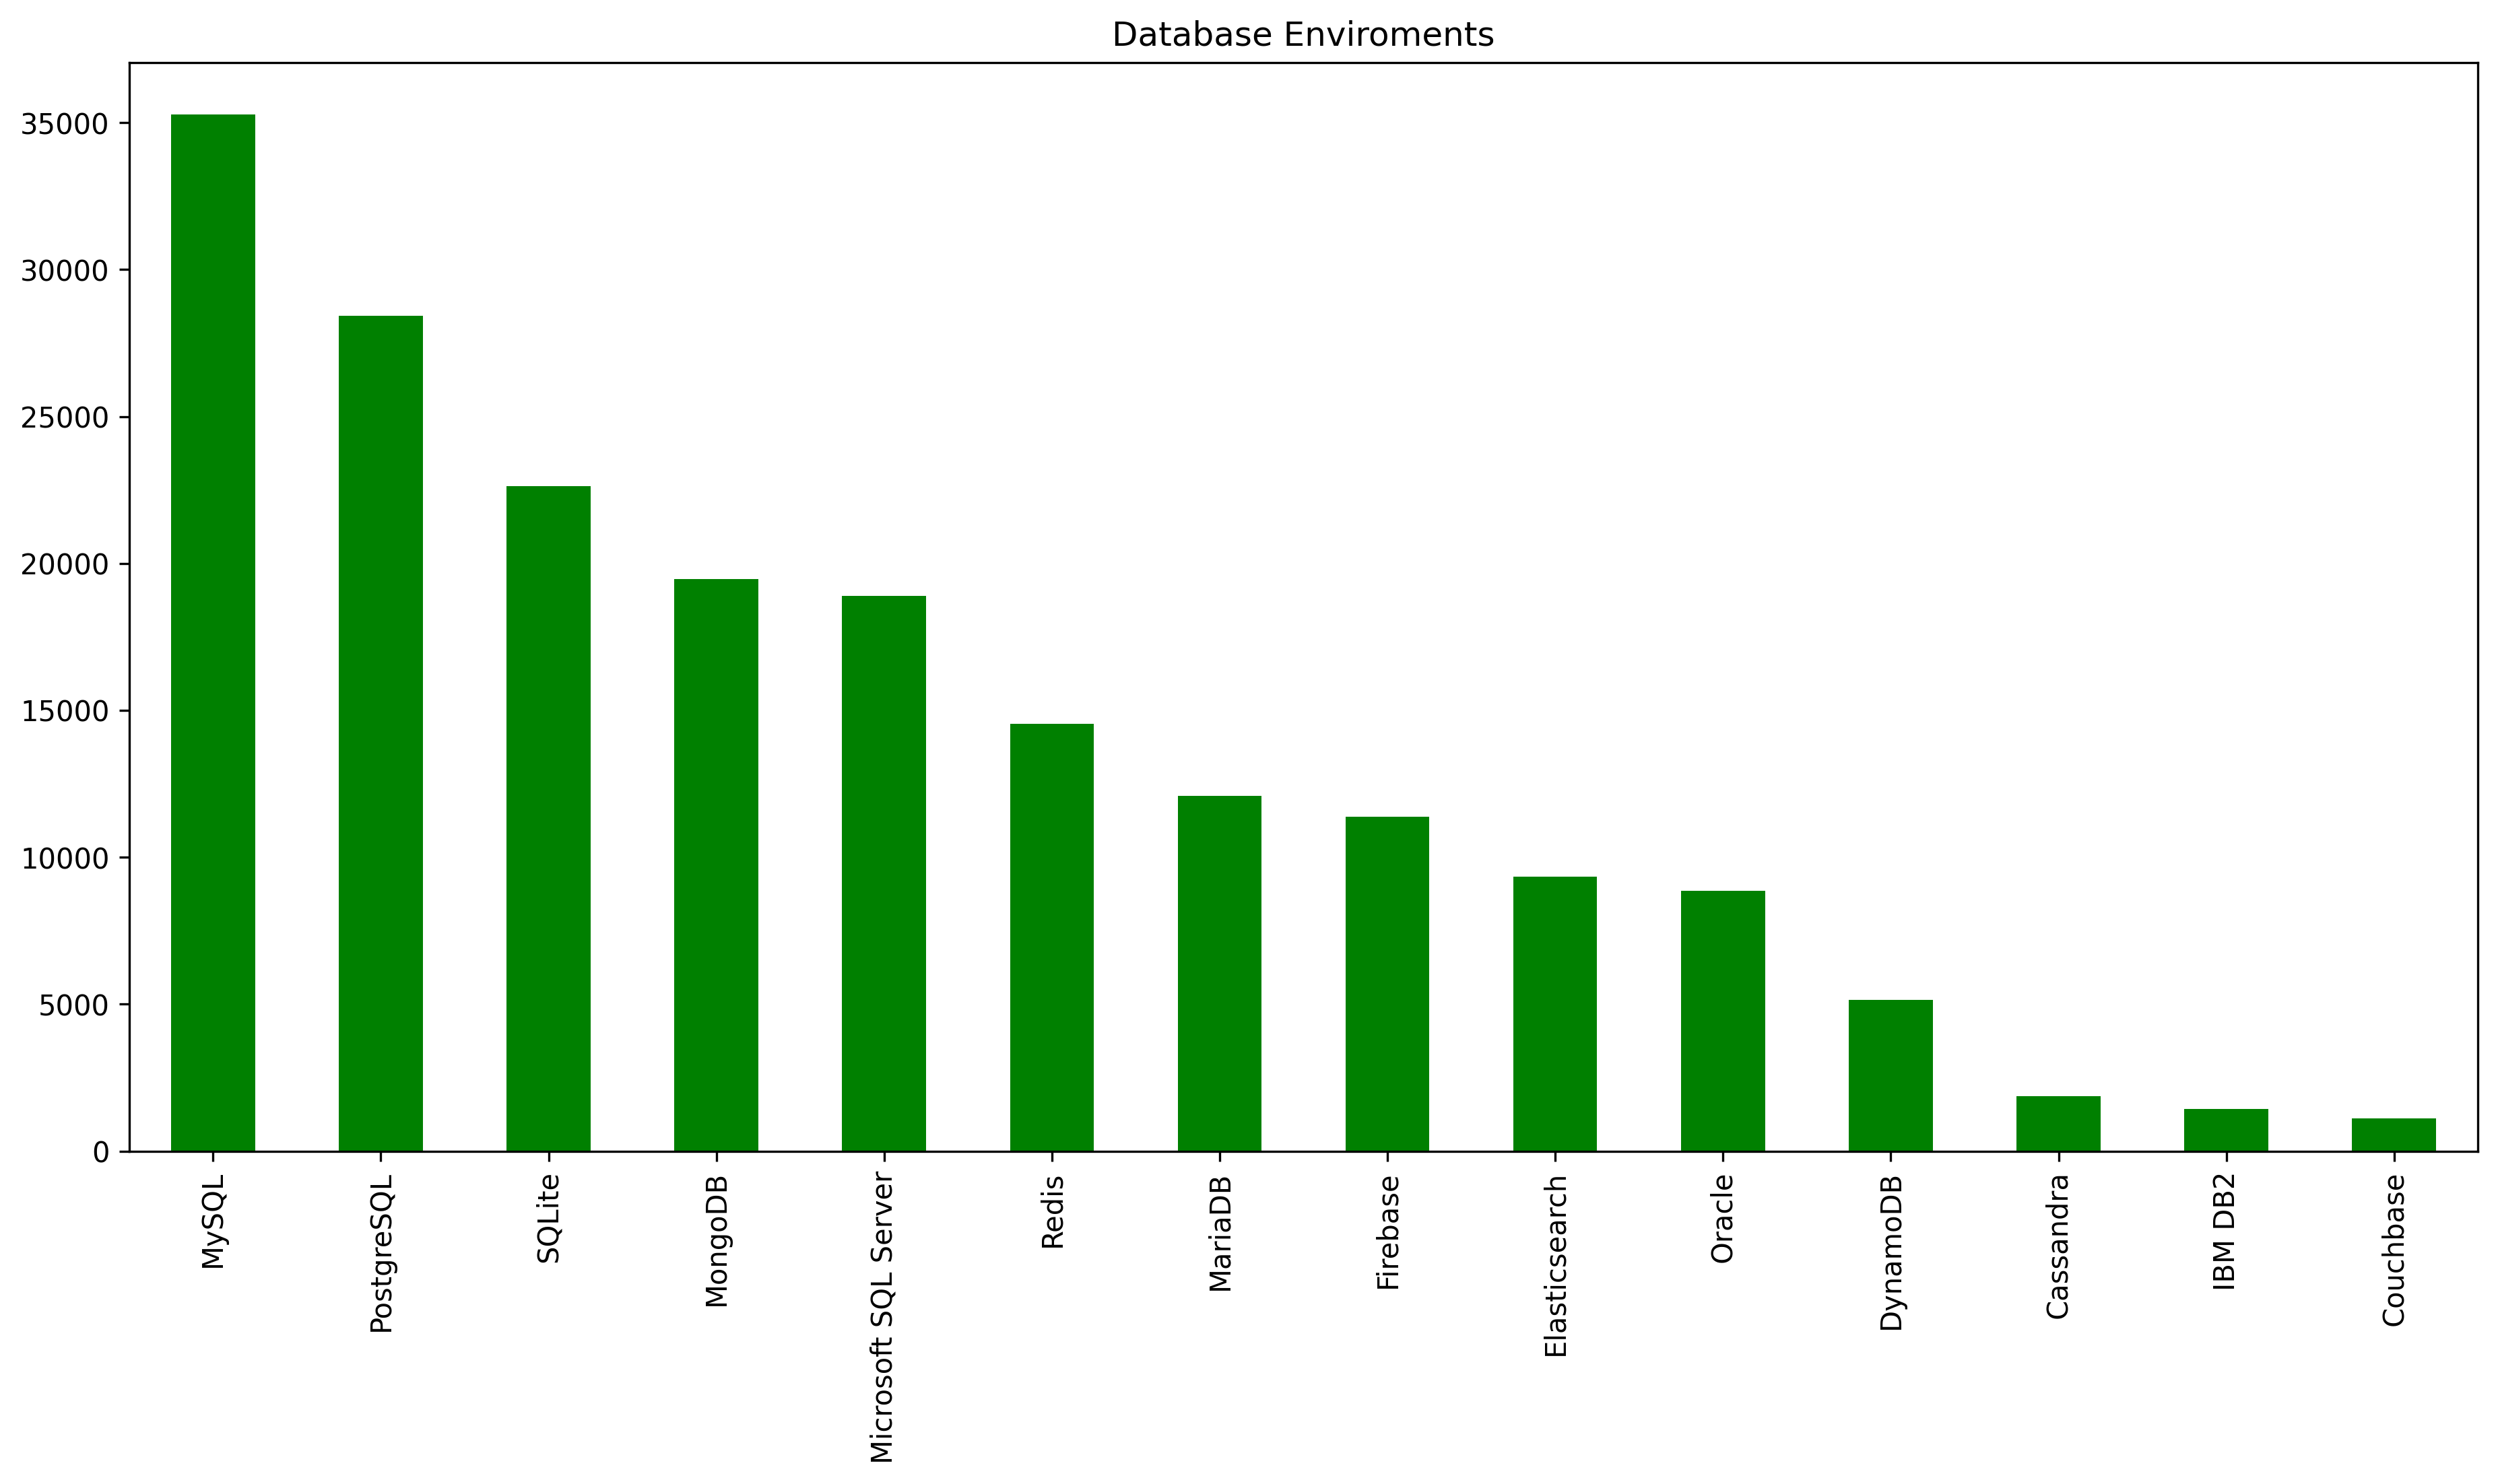 Database Enviroments
35000
30000
25000
20000
15000
10000
5000
0
MySQL
PostgreSQL
SQLite
MongoDB
Microsoft SQL Server
Redis
MariaDB
Firebase
Elasticsearch
Oracle
DynamoDB
Cassandra
IBM DB2
Couchbase